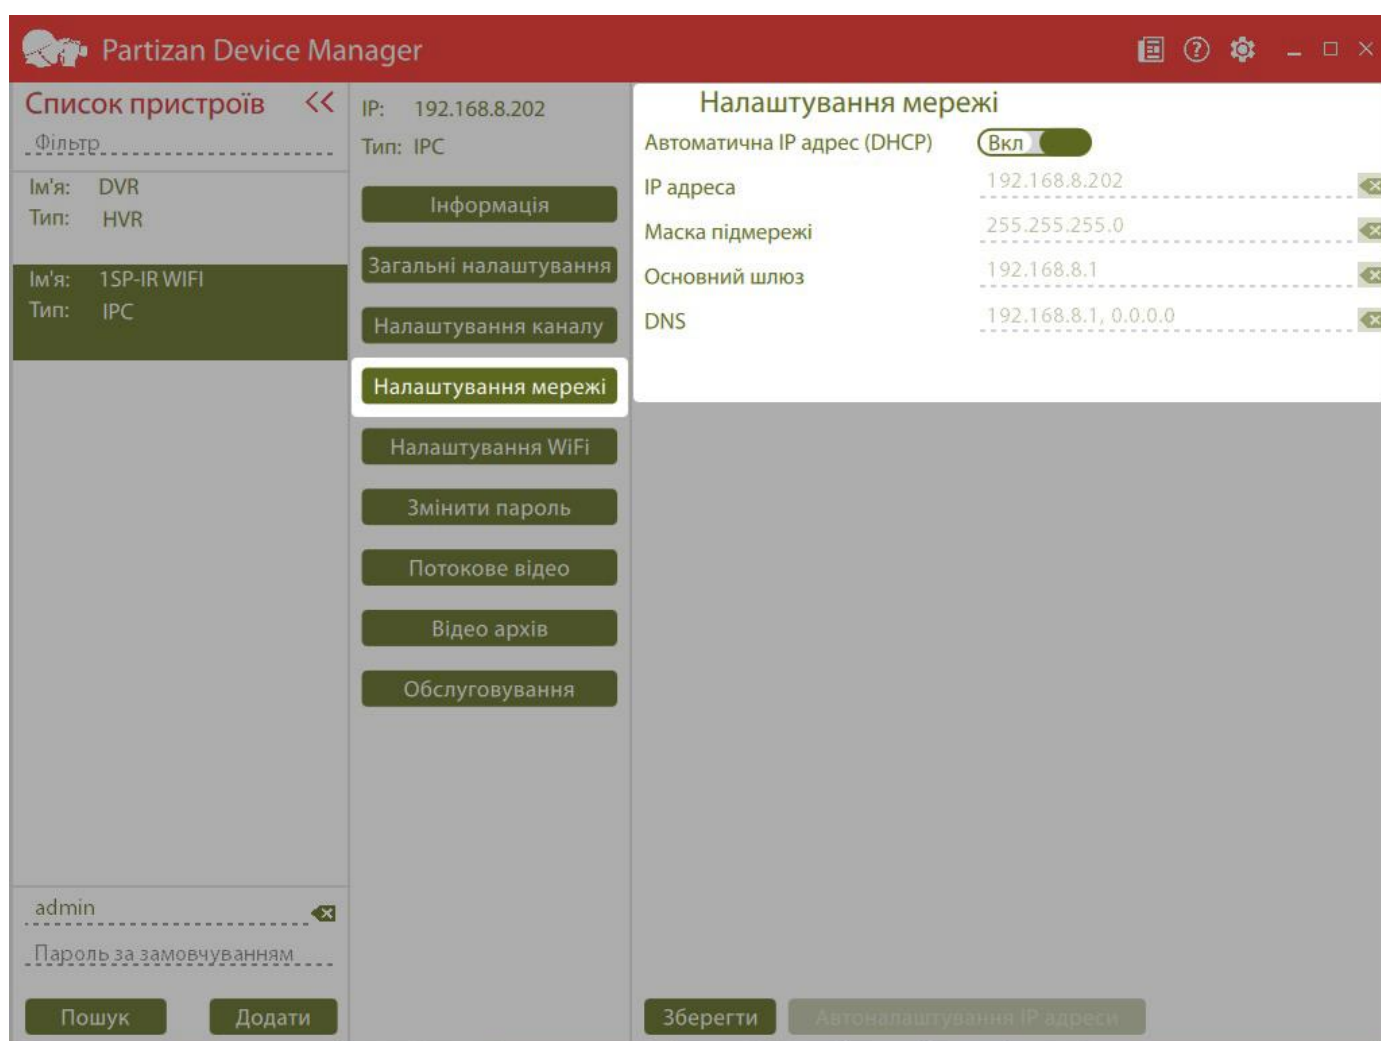 Partizan Device Manager
Список пристроїв <<
Фільтр
Ім'я: DVR
Тип: HVR
Ім'я: 1SP-IR WIFI
Тип: IPC
admin
Пароль за замовчуванням
Пошук Додати
IP: 192.168.8.202
Тип: IPC
Інформація
Загальні налаштування
Налаштування каналу
Налаштування мережі
Налаштування WiFi
Змінити пароль
Потокове відео
Відео архів
Обслуговування
Налаштування мережі
Автоматична IP адрес (DHCP) Вкл
IP адреса 192.168.8.202
Маска підмережі 255.255.255.0
Основний шлюз 192.168.8.1
DNS 192.168.8.1, 0.0.0.0
Зберегти Автоналаштування IP адреси